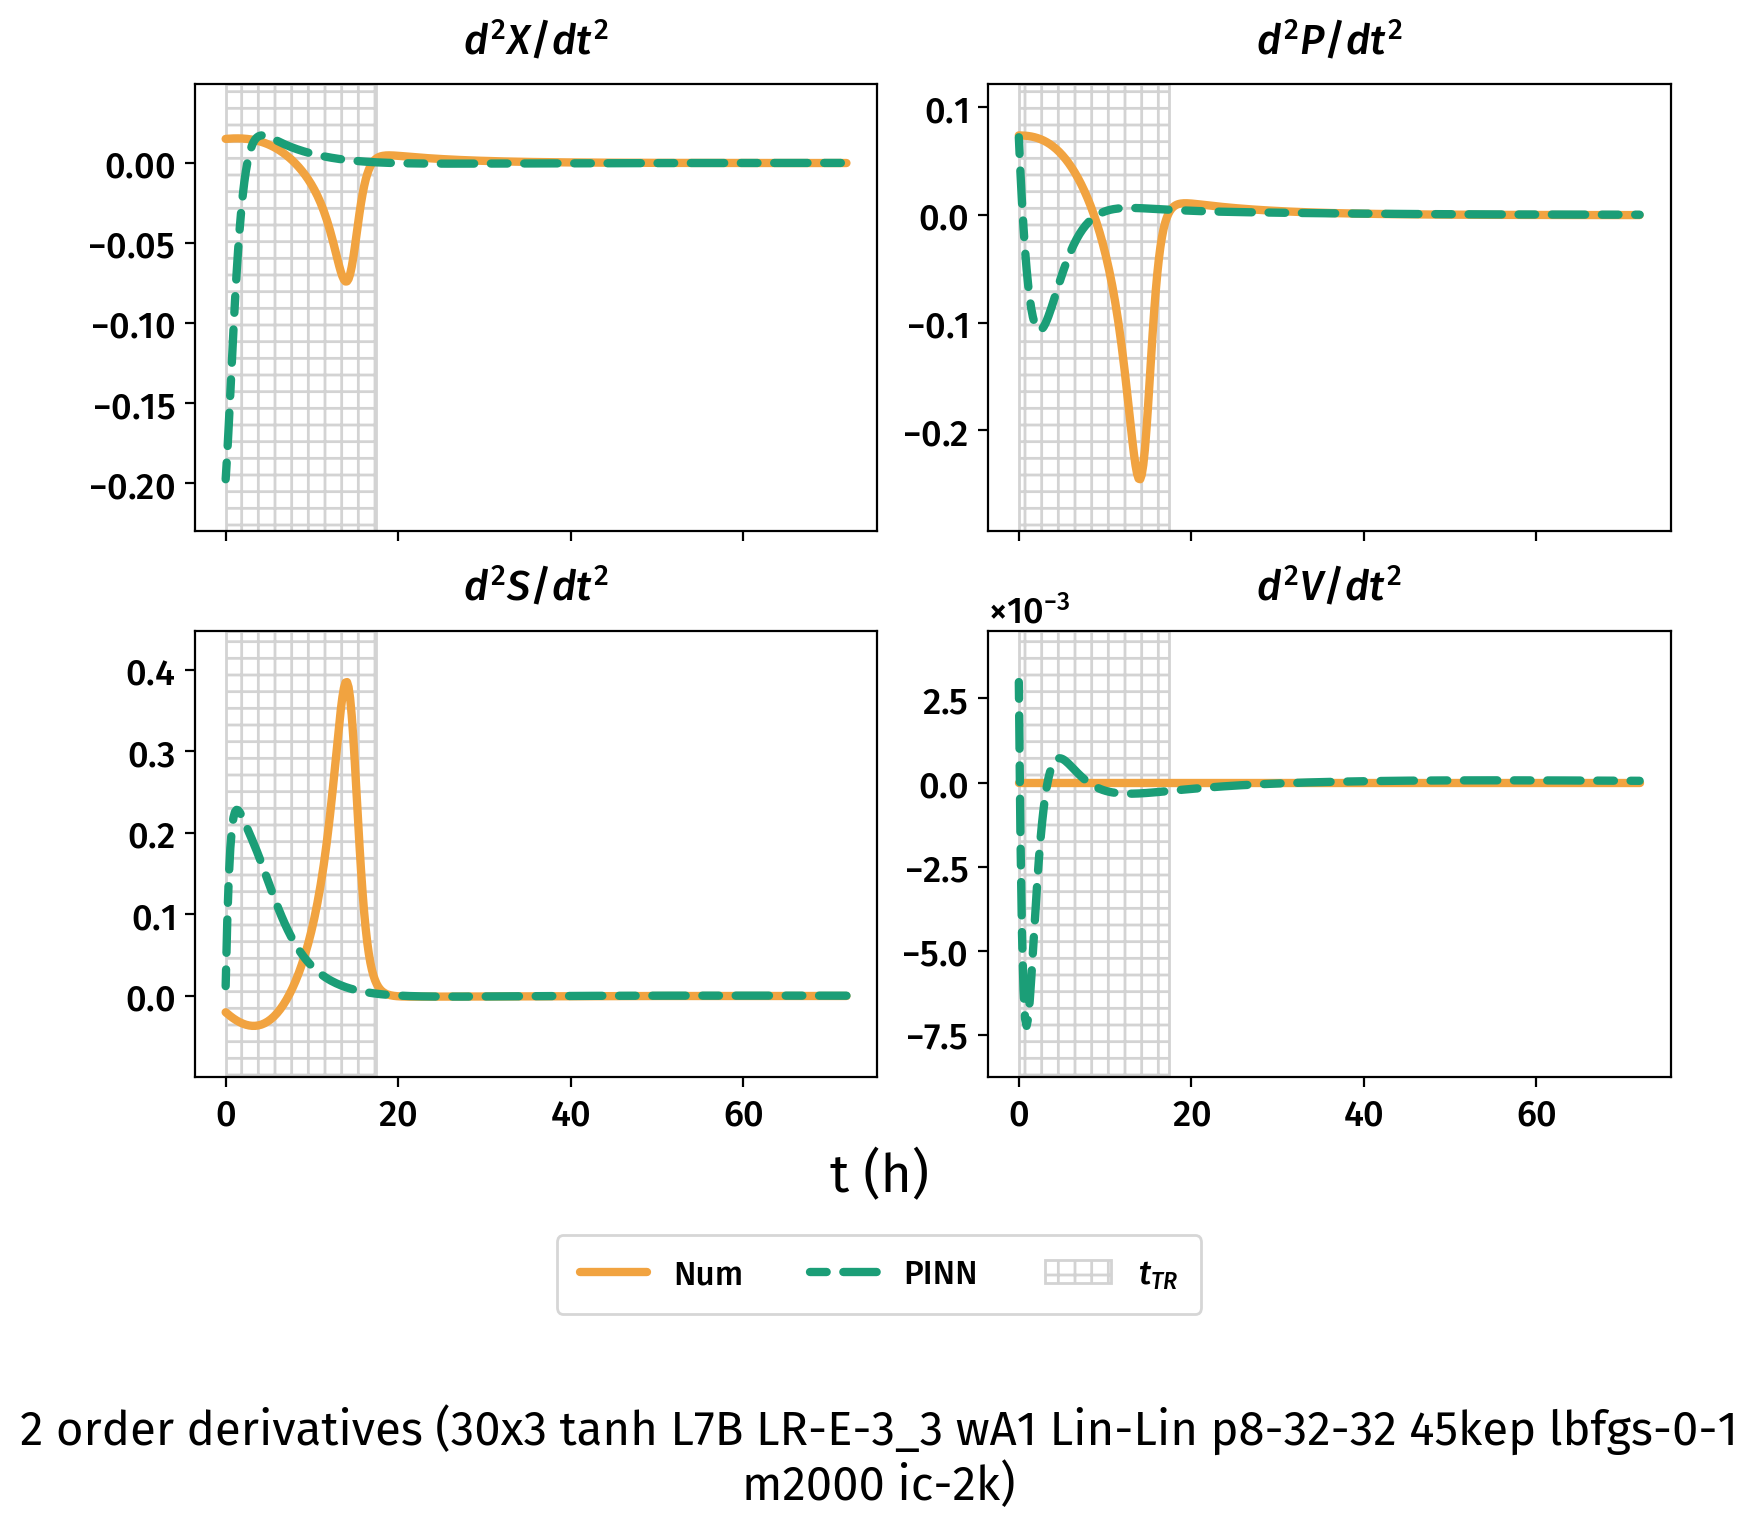 d²X/dt²
d²P/dt²
0.00
−0.05
−0.10
−0.15
−0.20
0.1
0.0
−0.1
−0.2
d²S/dt²
d²V/dt²
×10⁻³
0.4
0.3
0.2
0.1
0.0
2.5
0.0
−2.5
−5.0
−7.5
0 20 40 60
0 20 40 60
t (h)
Num PINN t_TR
2 order derivatives (30x3 tanh L7B LR-E-3_3 wA1 Lin-Lin p8-32-32 45kep lbfgs-0-1
m2000 ic-2k)